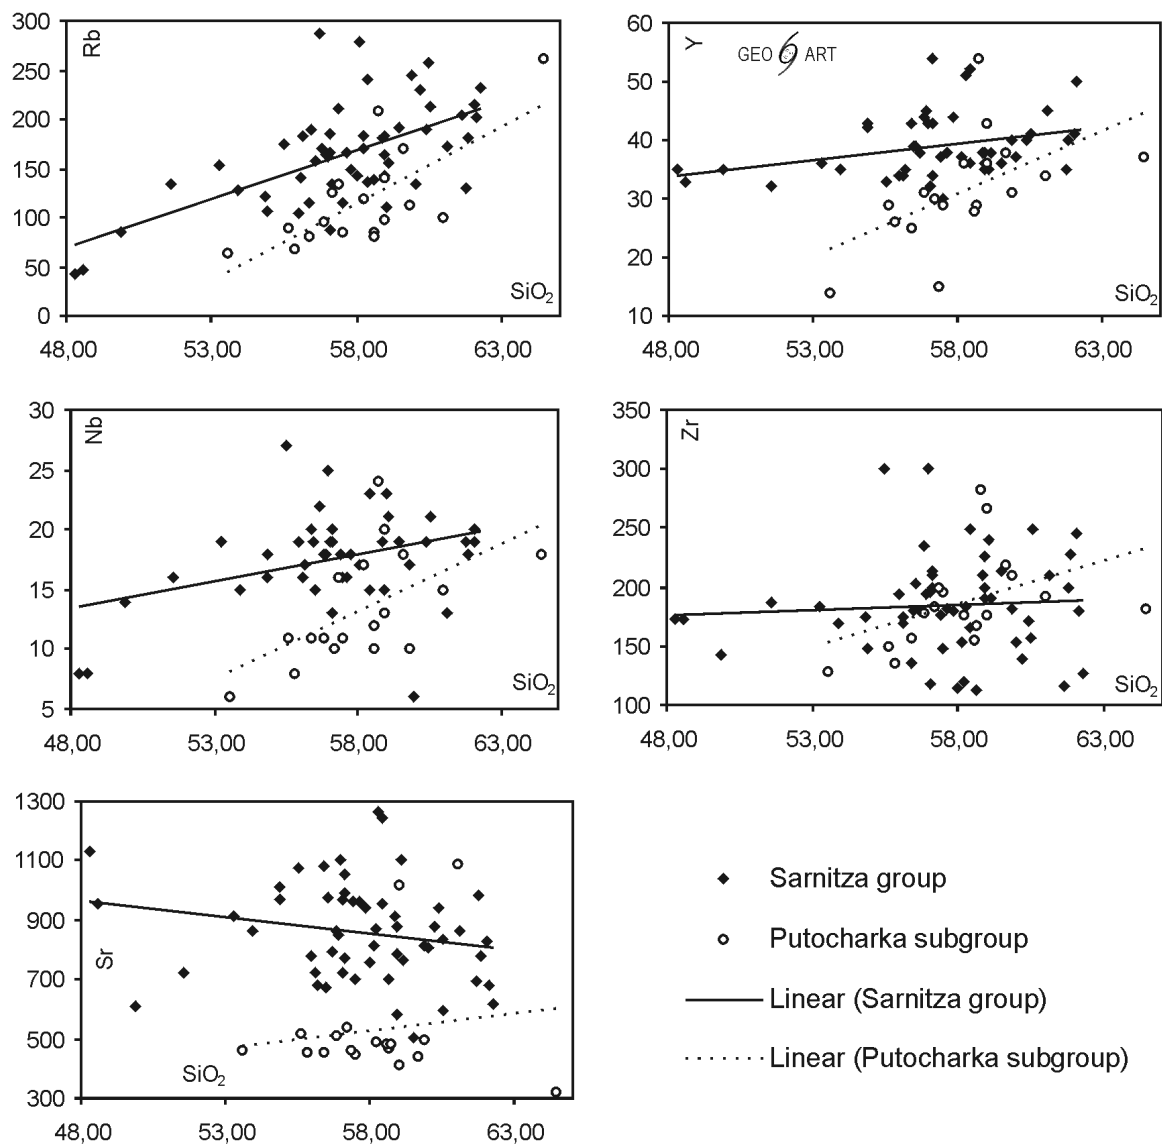 300
250
200
150
100
50
0
Rb
SiO2
48,00 53,00 58,00 63,00
60
50
40
30
20
10
Y
GEO ART
SiO2
48,00 53,00 58,00 63,00
30
25
20
15
10
5
Nb
SiO2
48,00 53,00 58,00 63,00
350
300
250
200
150
100
Zr
SiO2
48,00 53,00 58,00 63,00
1300
1100
900
700
500
300
Sr
SiO2
48,00 53,00 58,00 63,00
Sarnitza group
Putocharka subgroup
Linear (Sarnitza group)
Linear (Putocharka subgroup)